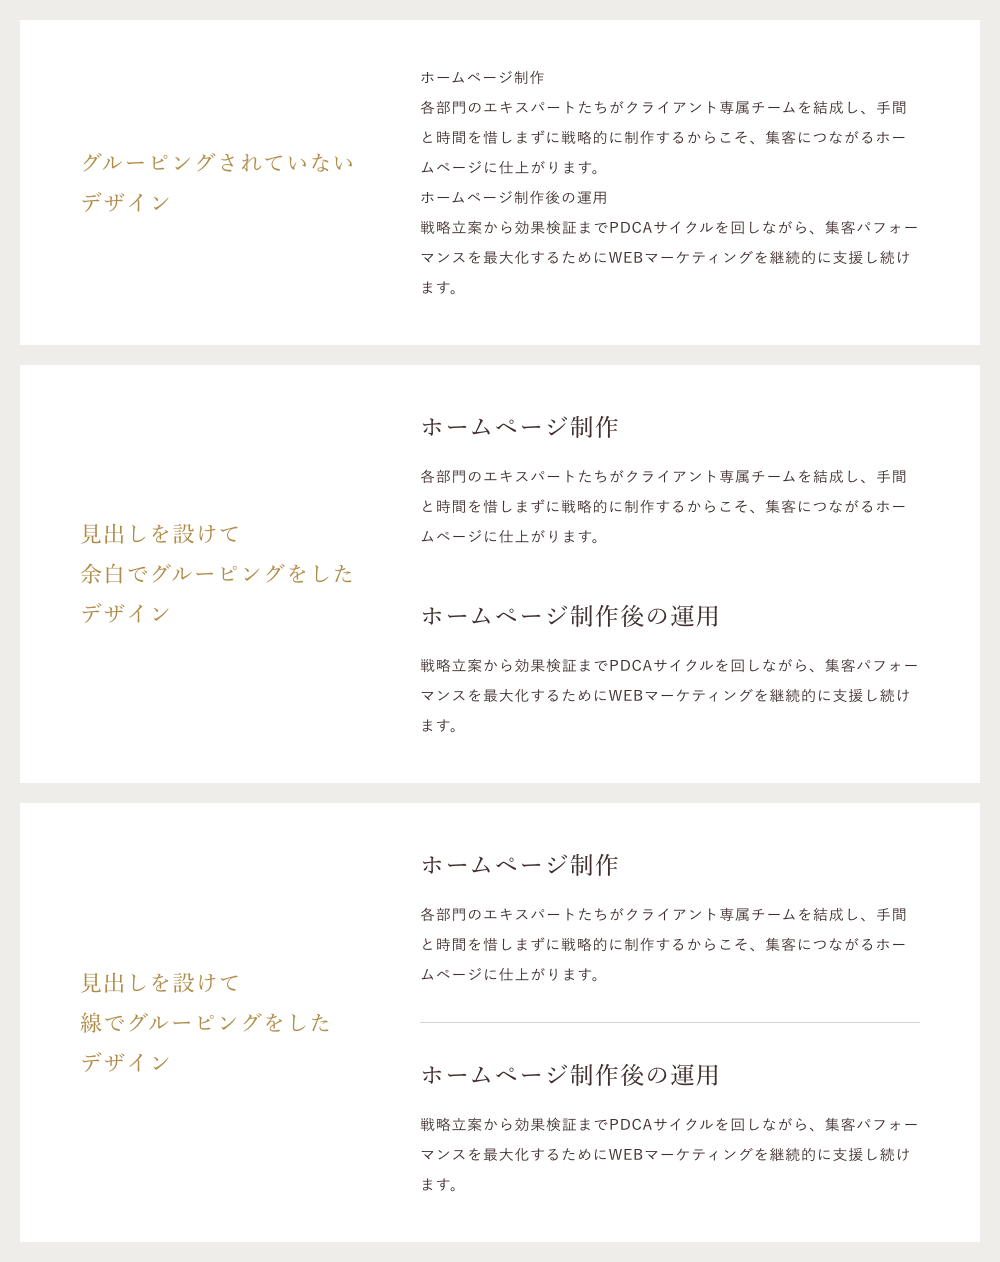 グルーピングされていない
デザイン
ホームページ制作
各部門のエキスパートたちがクライアント専属チームを結成し、手間
と時間を惜しまずに戦略的に制作するからこそ、集客につながるホー
ムページに仕上がります。
ホームページ制作後の運用
戦略立案から効果検証までPDCAサイクルを回しながら、集客パフォー
マンスを最大化するためにWEBマーケティングを継続的に支援し続け
ます。
見出しを設けて
余白でグルーピングをした
デザイン
ホームページ制作
各部門のエキスパートたちがクライアント専属チームを結成し、手間
と時間を惜しまずに戦略的に制作するからこそ、集客につながるホー
ムページに仕上がります。
ホームページ制作後の運用
戦略立案から効果検証までPDCAサイクルを回しながら、集客パフォー
マンスを最大化するためにWEBマーケティングを継続的に支援し続け
ます。
見出しを設けて
線でグルーピングをした
デザイン
ホームページ制作
各部門のエキスパートたちがクライアント専属チームを結成し、手間
と時間を惜しまずに戦略的に制作するからこそ、集客につながるホー
ムページに仕上がります。
ホームページ制作後の運用
戦略立案から効果検証までPDCAサイクルを回しながら、集客パフォー
マンスを最大化するためにWEBマーケティングを継続的に支援し続け
ます。